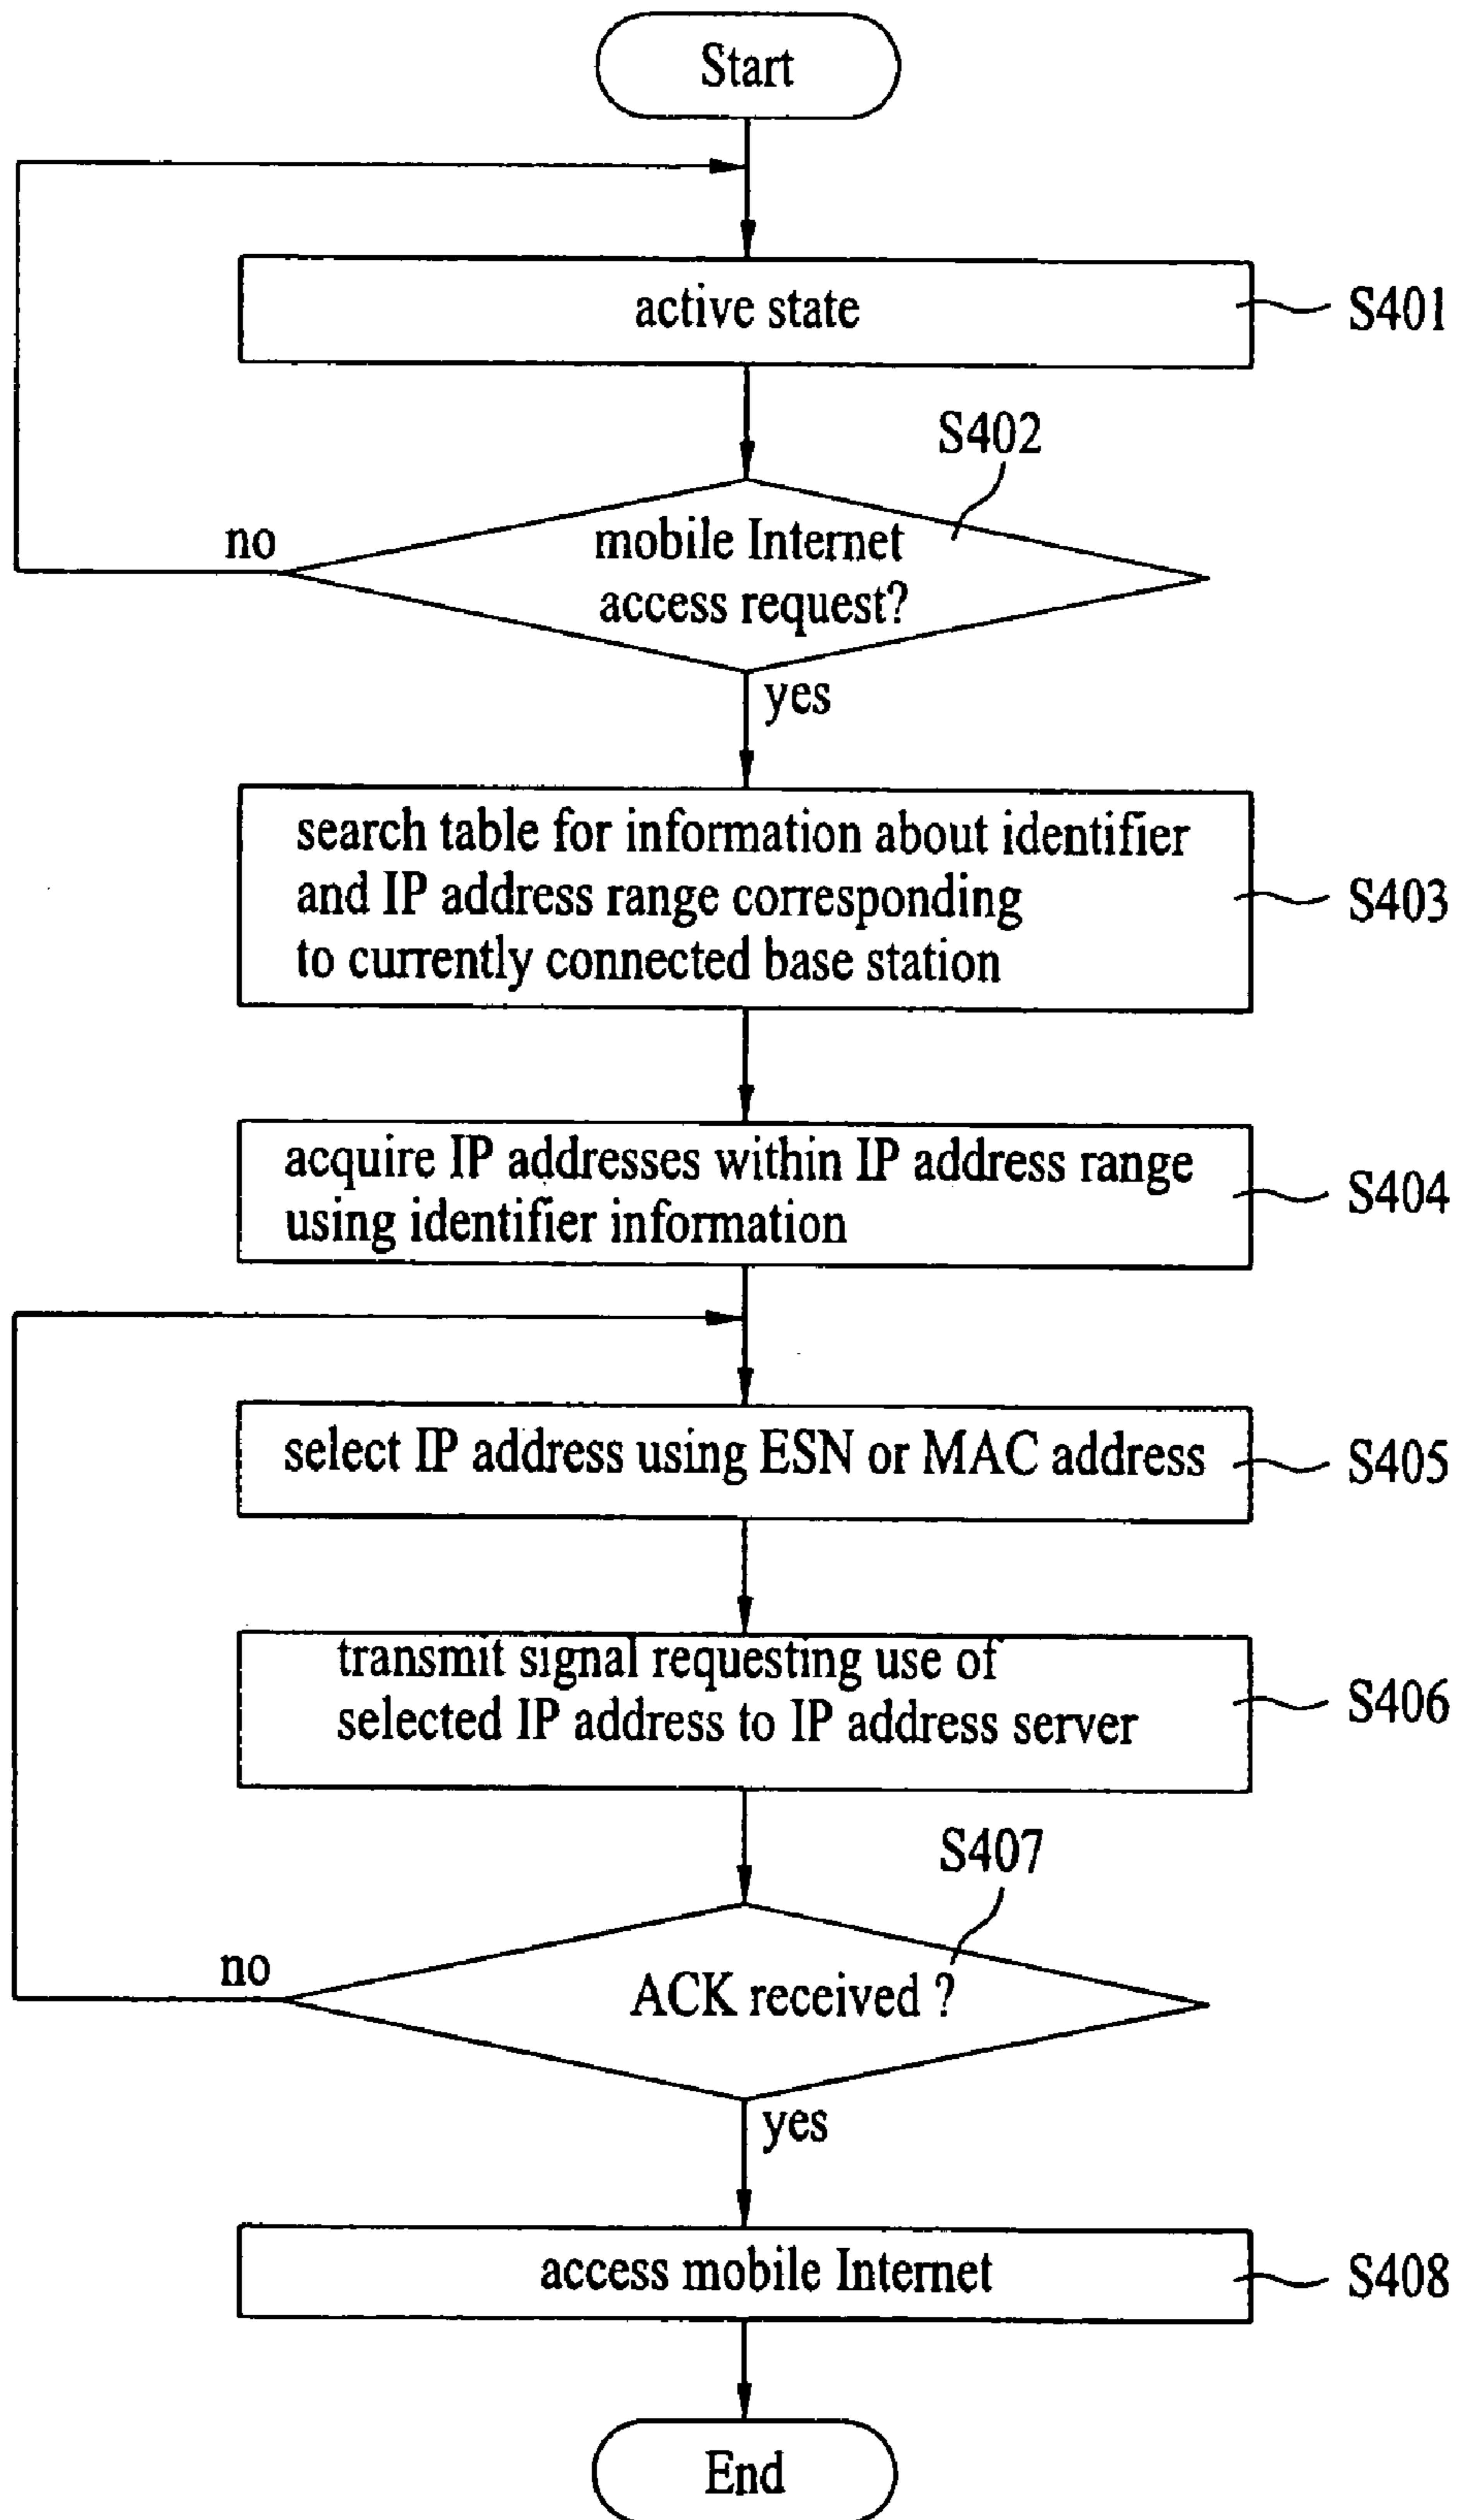 Start
active state
S401
S402
mobile Internet
access request?
no
yes
search table for information about identifier
and IP address range corresponding
to currently connected base station
S403
acquire IP addresses within IP address range
using identifier information
S404
select IP address using ESN or MAC address
S405
transmit signal requesting use of
selected IP address to IP address server
S406
S407
ACK received ?
no
yes
access mobile Internet
S408
End